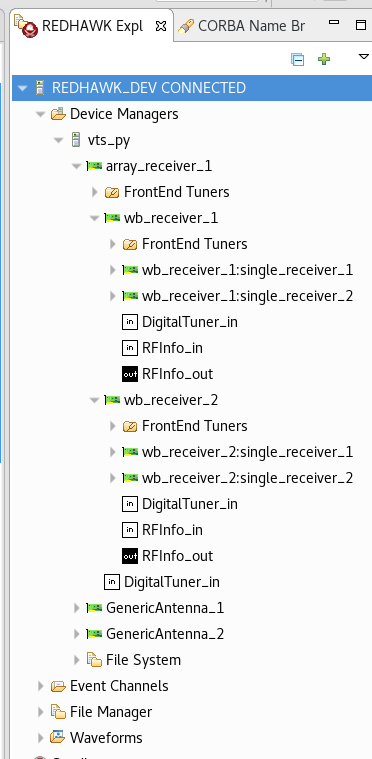 REDHAWK Expl
CORBA Name Br
REDHAWK_DEV CONNECTED
Device Managers
vts_py
array_receiver_1
FrontEnd Tuners
wb_receiver_1
FrontEnd Tuners
wb_receiver_1:single_receiver_1
wb_receiver_1:single_receiver_2
in DigitalTuner_in
in RFInfo_in
out RFInfo_out
wb_receiver_2
FrontEnd Tuners
wb_receiver_2:single_receiver_1
wb_receiver_2:single_receiver_2
in DigitalTuner_in
in RFInfo_in
out RFInfo_out
in DigitalTuner_in
GenericAntenna_1
GenericAntenna_2
File System
Event Channels
File Manager
Waveforms